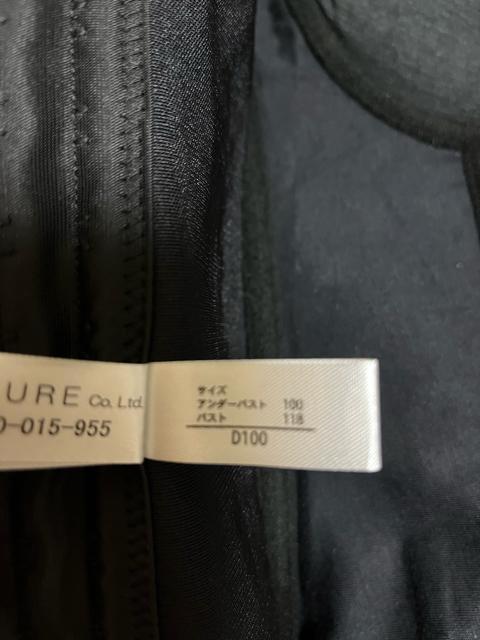 URE Co., Ltd.
0-015-955
サイズ
アンダーバスト 100
バスト 118
D100